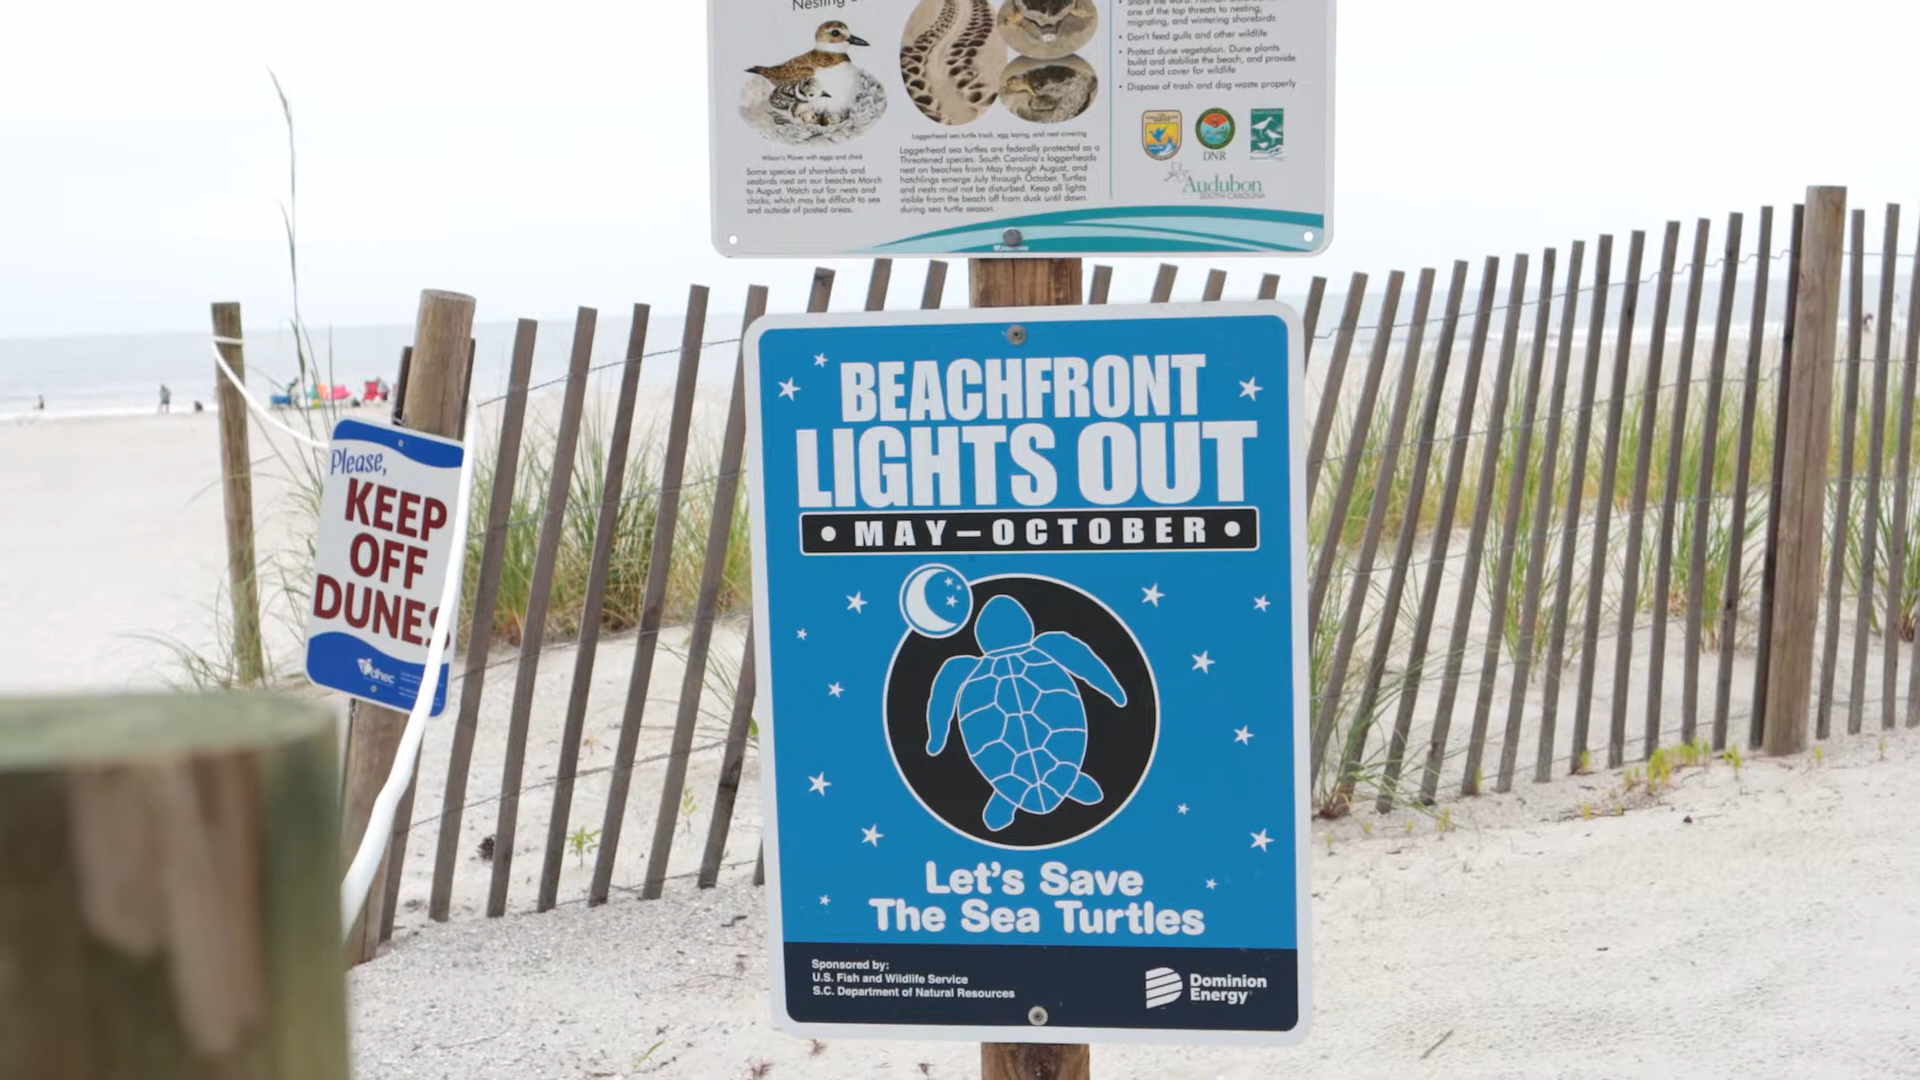 Nesting
one of the top threats to nesting,
migrating, and wintering shorebirds
• Don't feed gulls and other wildlife
• Protect dune vegetation. Dune plants
build and stabilize the beach, and provide
food and cover for wildlife
• Dispose of trash and dog waste properly
Loggerhead sea turtle track, egg laying, and nest covering
Wilson's Plover with eggs and chick
Some species of shorebirds and
seabirds nest on our beaches March
to August. Watch out for nests and
chicks, which may be difficult to see
and outside of posted areas.
Loggerhead sea turtles are federally protected as a
Threatened species. South Carolina's loggerheads
nest on beaches from May through August, and
hatchlings emerge July through October. Turtles
and nests must not be disturbed. Keep all lights
visible from the beach off from dusk until dawn
during sea turtle season.
DNR
Audubon
SOUTH CAROLINA
Please,
KEEP
OFF
DUNES
dhec
BEACHFRONT
LIGHTS OUT
• MAY–OCTOBER •
Let's Save
The Sea Turtles
Sponsored by:
U.S. Fish and Wildlife Service
S.C. Department of Natural Resources
Dominion
Energy